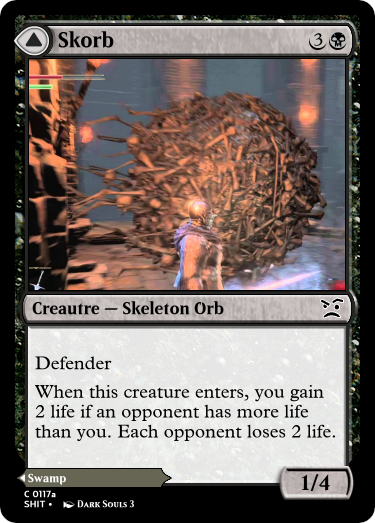 Skorb 3
Creautre — Skeleton Orb
Defender
When this creature enters, you gain
2 life if an opponent has more life
than you. Each opponent loses 2 life.
Swamp
1/4
C 0117a
SHIT • Dark Souls 3